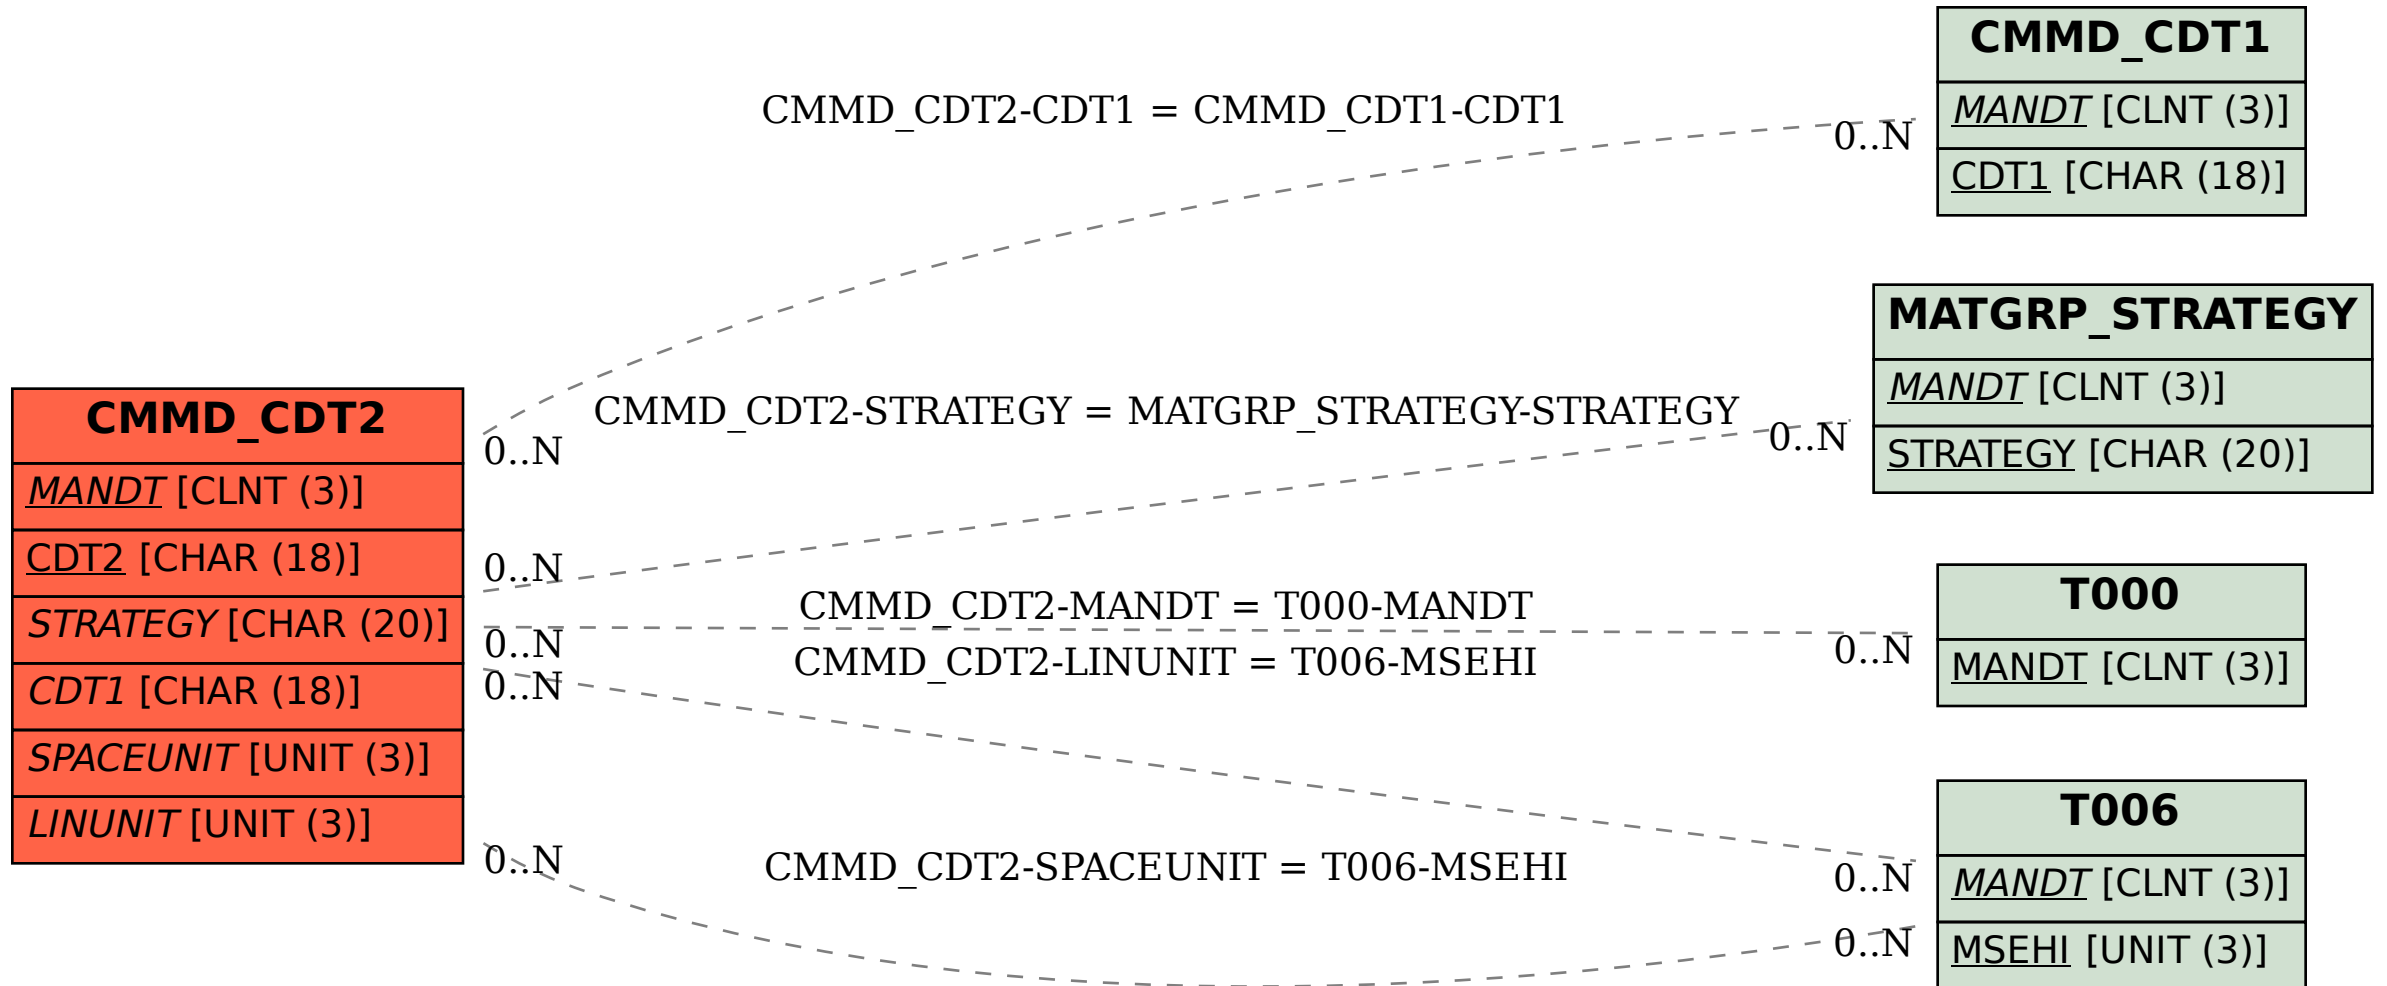 CMMD_CDT1
MANDT [CLNT (3)]
CDT1 [CHAR (18)]
CMMD_CDT2-CDT1 = CMMD_CDT1-CDT1
0..N
0..N
MATGRP_STRATEGY
MANDT [CLNT (3)]
STRATEGY [CHAR (20)]
CMMD_CDT2-STRATEGY = MATGRP_STRATEGY-STRATEGY
0..N
0..N
CMMD_CDT2
MANDT [CLNT (3)]
CDT2 [CHAR (18)]
STRATEGY [CHAR (20)]
CDT1 [CHAR (18)]
SPACEUNIT [UNIT (3)]
LINUNIT [UNIT (3)]
CMMD_CDT2-MANDT = T000-MANDT
0..N
0..N
T000
MANDT [CLNT (3)]
CMMD_CDT2-LINUNIT = T006-MSEHI
0..N
0..N
CMMD_CDT2-SPACEUNIT = T006-MSEHI
0..N
0..N
T006
MANDT [CLNT (3)]
MSEHI [UNIT (3)]